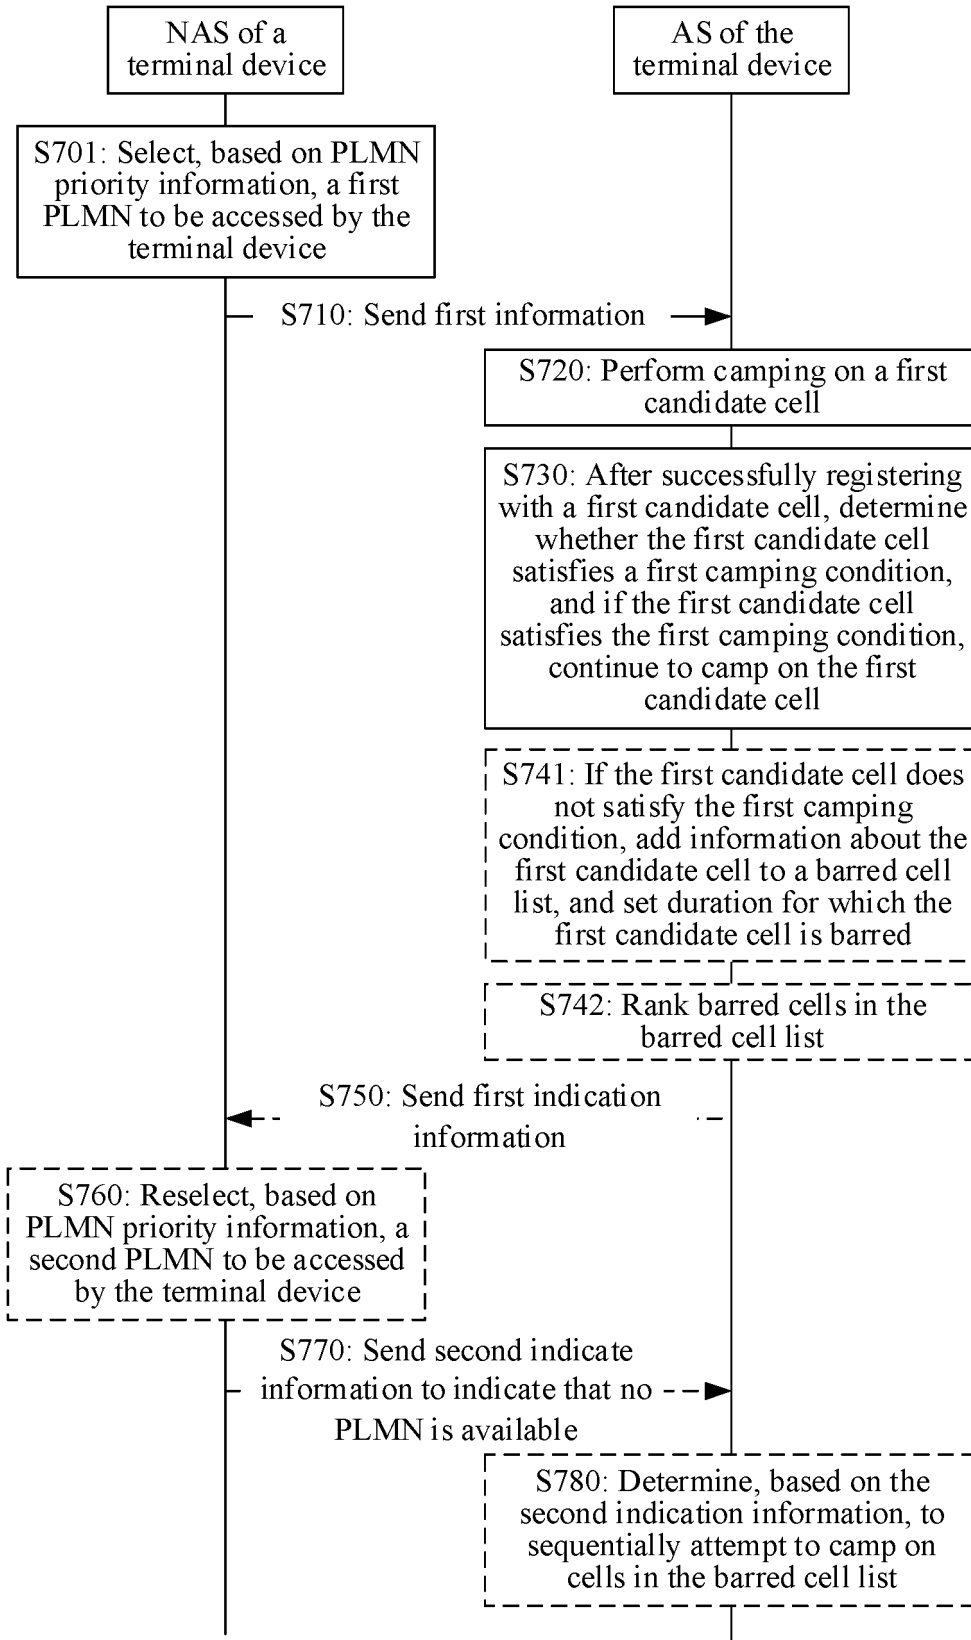 NAS of a
terminal device
AS of the
terminal device
S701: Select, based on PLMN
priority information, a first
PLMN to be accessed by the
terminal device
S710: Send first information
S720: Perform camping on a first
candidate cell
S730: After successfully registering
with a first candidate cell, determine
whether the first candidate cell
satisfies a first camping condition,
and if the first candidate cell
satisfies the first camping condition,
continue to camp on the first
candidate cell
S741: If the first candidate cell does
not satisfy the first camping
condition, add information about the
first candidate cell to a barred cell
list, and set duration for which the
first candidate cell is barred
S742: Rank barred cells in the
barred cell list
S750: Send first indication
information
S760: Reselect, based on
PLMN priority information, a
second PLMN to be accessed
by the terminal device
S770: Send second indicate
information to indicate that no
PLMN is available
S780: Determine, based on the
second indication information, to
sequentially attempt to camp on
cells in the barred cell list